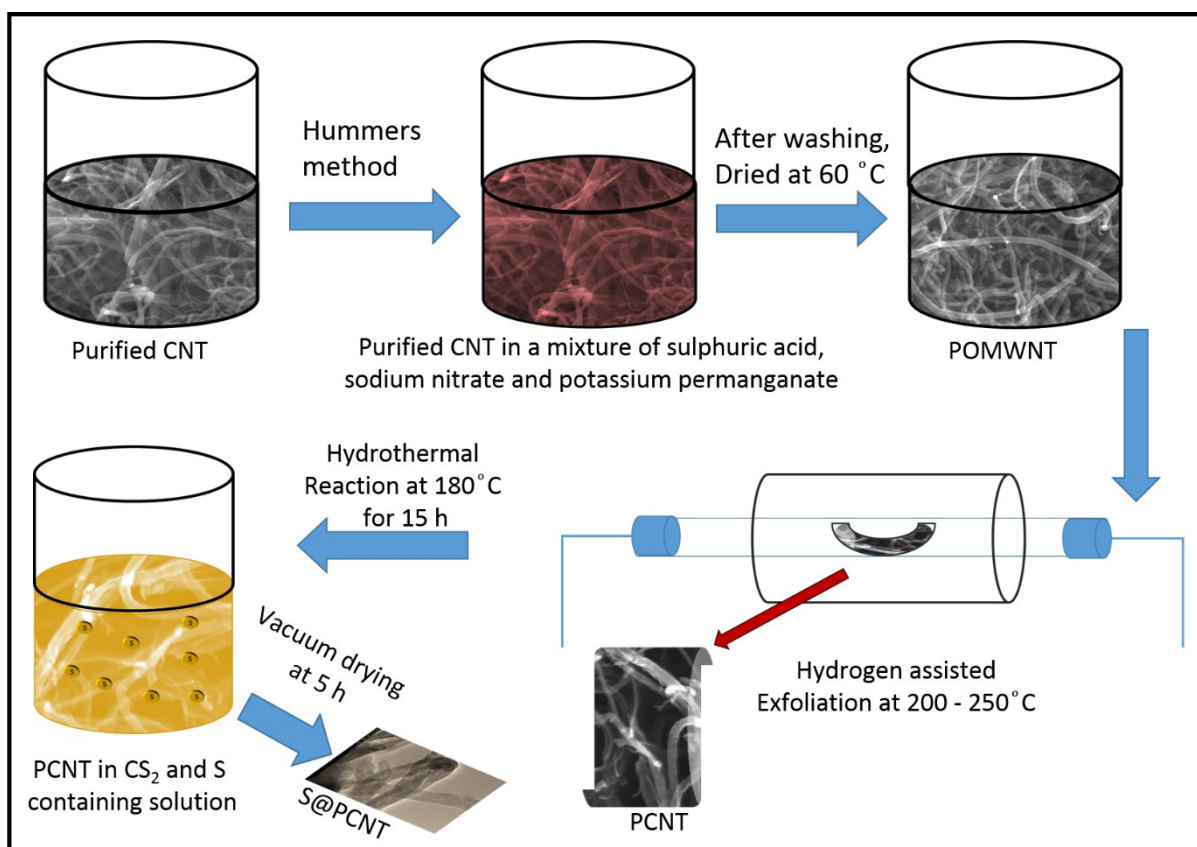 Hummers
method
After washing,
Dried at 60 °C
Purified CNT
Purified CNT in a mixture of sulphuric acid,
sodium nitrate and potassium permanganate
POMWNT
Hydrothermal
Reaction at 180°C
for 15 h
Hydrogen assisted
Exfoliation at 200 - 250°C
PCNT
S
S
S
S
S
S
S
S
PCNT in CS₂ and S
containing solution
Vacuum drying
at 5 h
S@PCNT